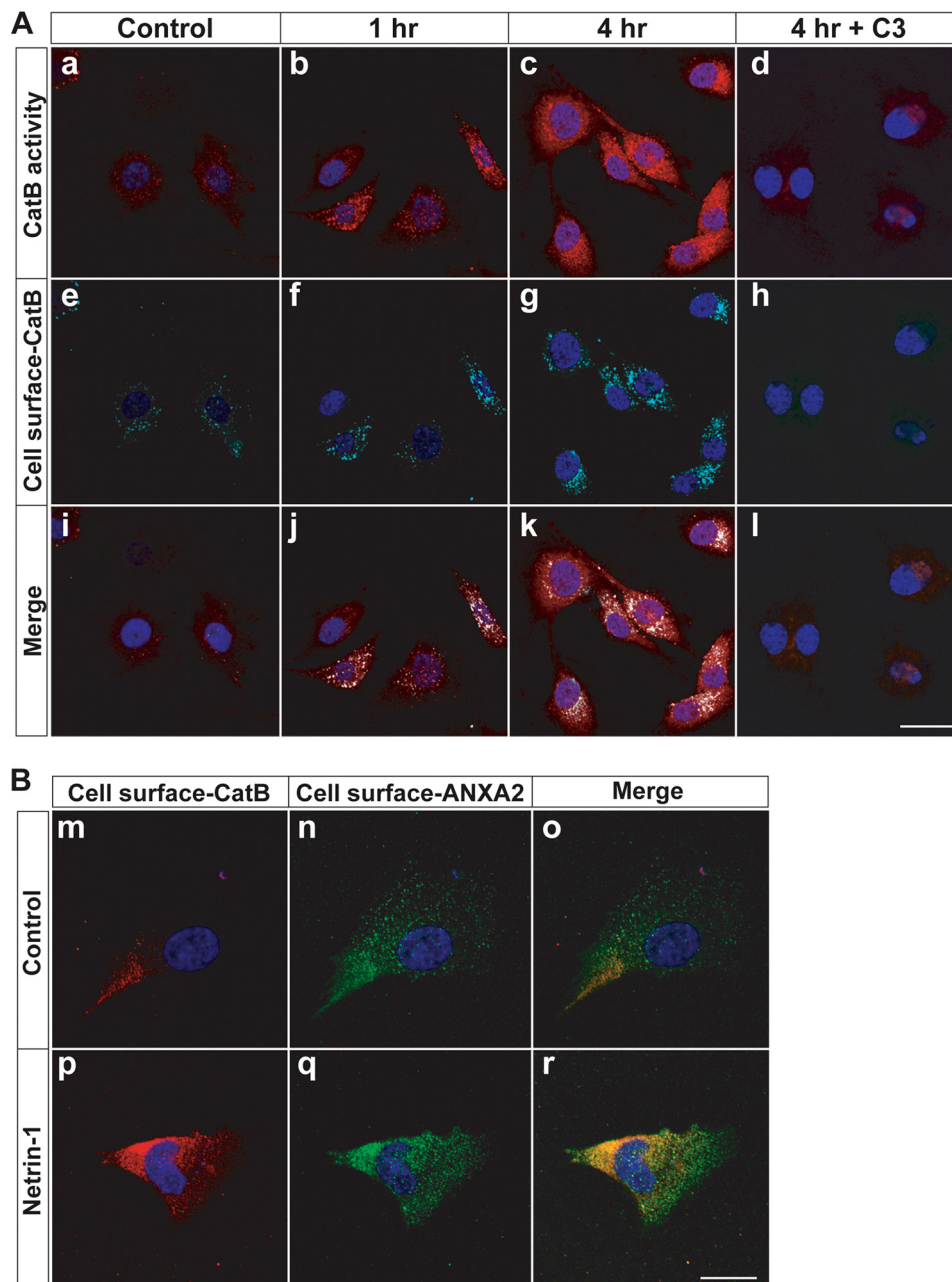 A
Control 1 hr 4 hr 4 hr + C3
CatB activity
a b c d
Cell surface-CatB
e f g h
Merge
i j k l
B
Cell surface-CatB Cell surface-ANXA2 Merge
Control
m n o
Netrin-1
p q r